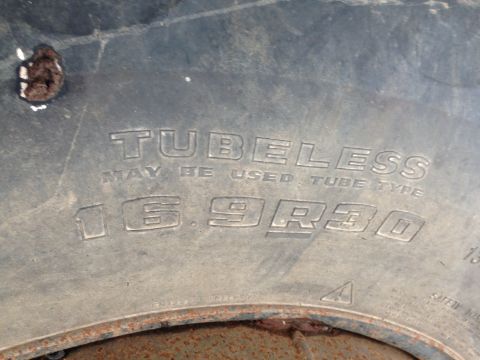 TUBELESS
MAY BE USED TUBE TYPE
16.9R30